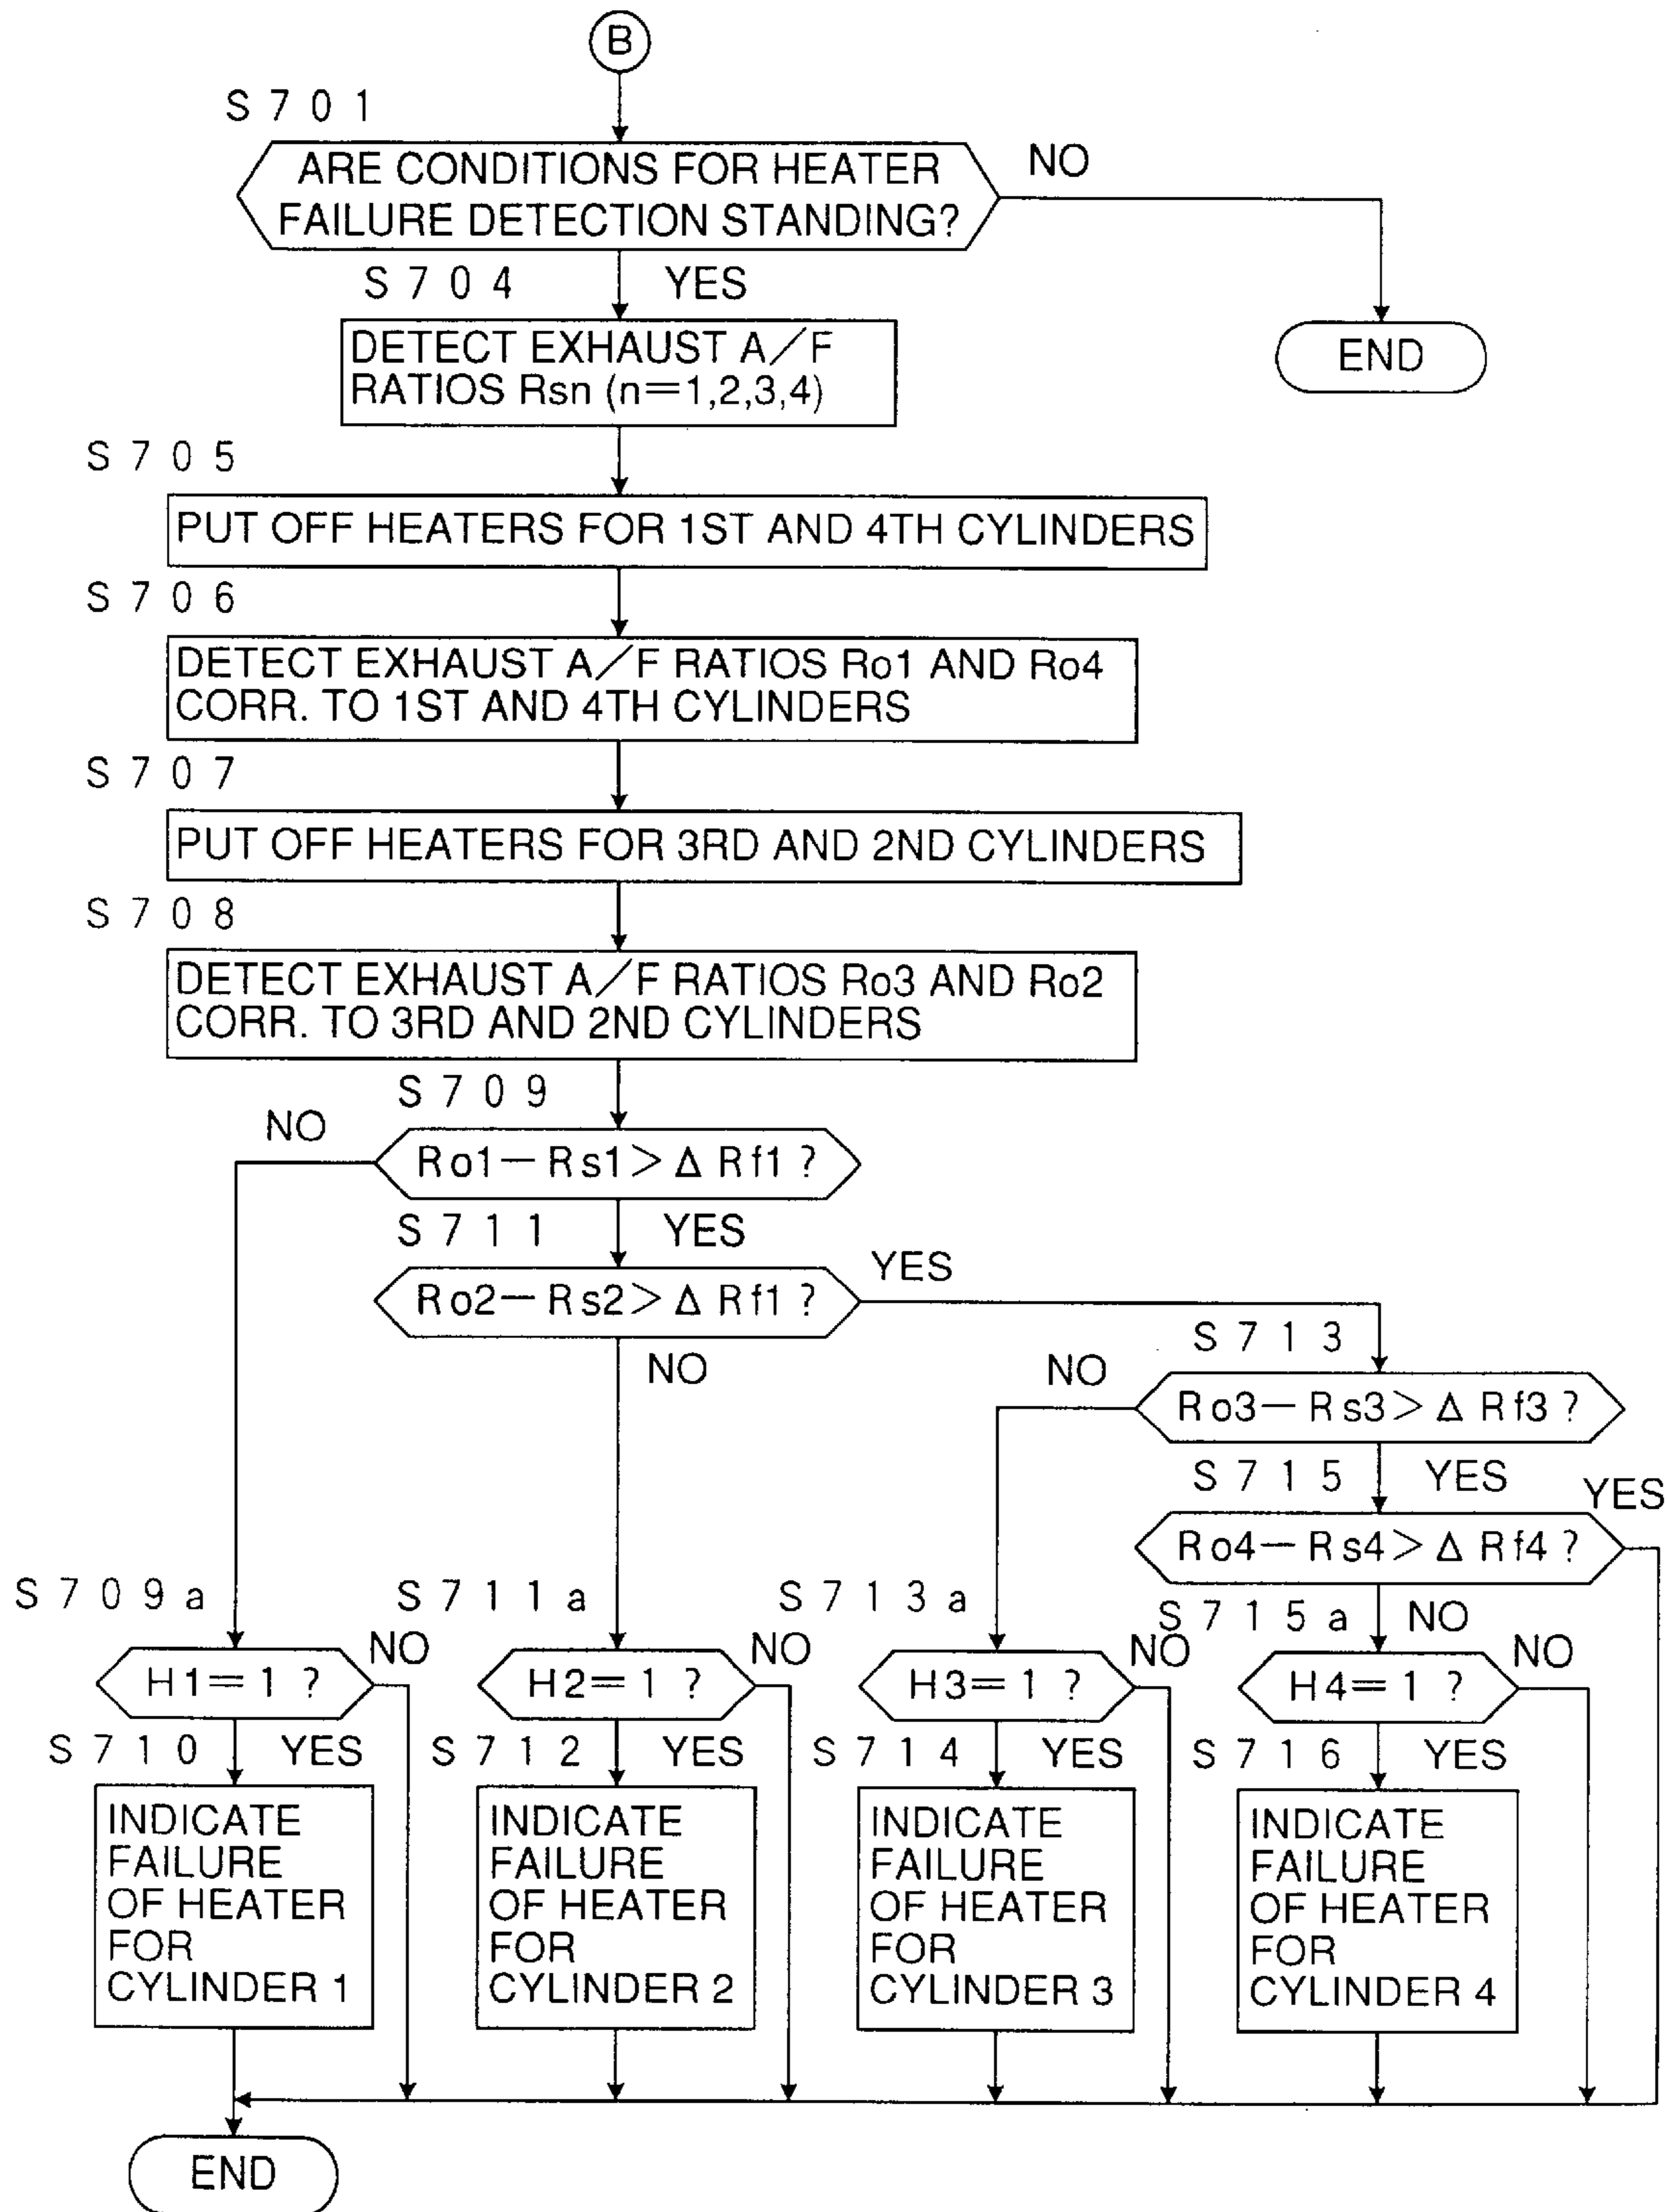 B
S701
ARE CONDITIONS FOR HEATER
FAILURE DETECTION STANDING?
NO
END
S704
YES
DETECT EXHAUST A/F
RATIOS Rsn (n=1,2,3,4)
S705
PUT OFF HEATERS FOR 1ST AND 4TH CYLINDERS
S706
DETECT EXHAUST A/F RATIOS Ro1 AND Ro4
CORR. TO 1ST AND 4TH CYLINDERS
S707
PUT OFF HEATERS FOR 3RD AND 2ND CYLINDERS
S708
DETECT EXHAUST A/F RATIOS Ro3 AND Ro2
CORR. TO 3RD AND 2ND CYLINDERS
S709
NO
Ro1-Rs1>Δ Rf1 ?
S711
YES
Ro2-Rs2>Δ Rf1 ?
YES
NO
S713
NO
Ro3-Rs3>Δ Rf3 ?
S715
YES
Ro4-Rs4>Δ Rf4 ?
YES
S709a
H1=1 ?
NO
S710
YES
INDICATE
FAILURE
OF HEATER
FOR
CYLINDER 1
S711a
H2=1 ?
NO
S712
YES
INDICATE
FAILURE
OF HEATER
FOR
CYLINDER 2
S713a
H3=1 ?
NO
S714
YES
INDICATE
FAILURE
OF HEATER
FOR
CYLINDER 3
S715a
NO
H4=1 ?
NO
S716
YES
INDICATE
FAILURE
OF HEATER
FOR
CYLINDER 4
END